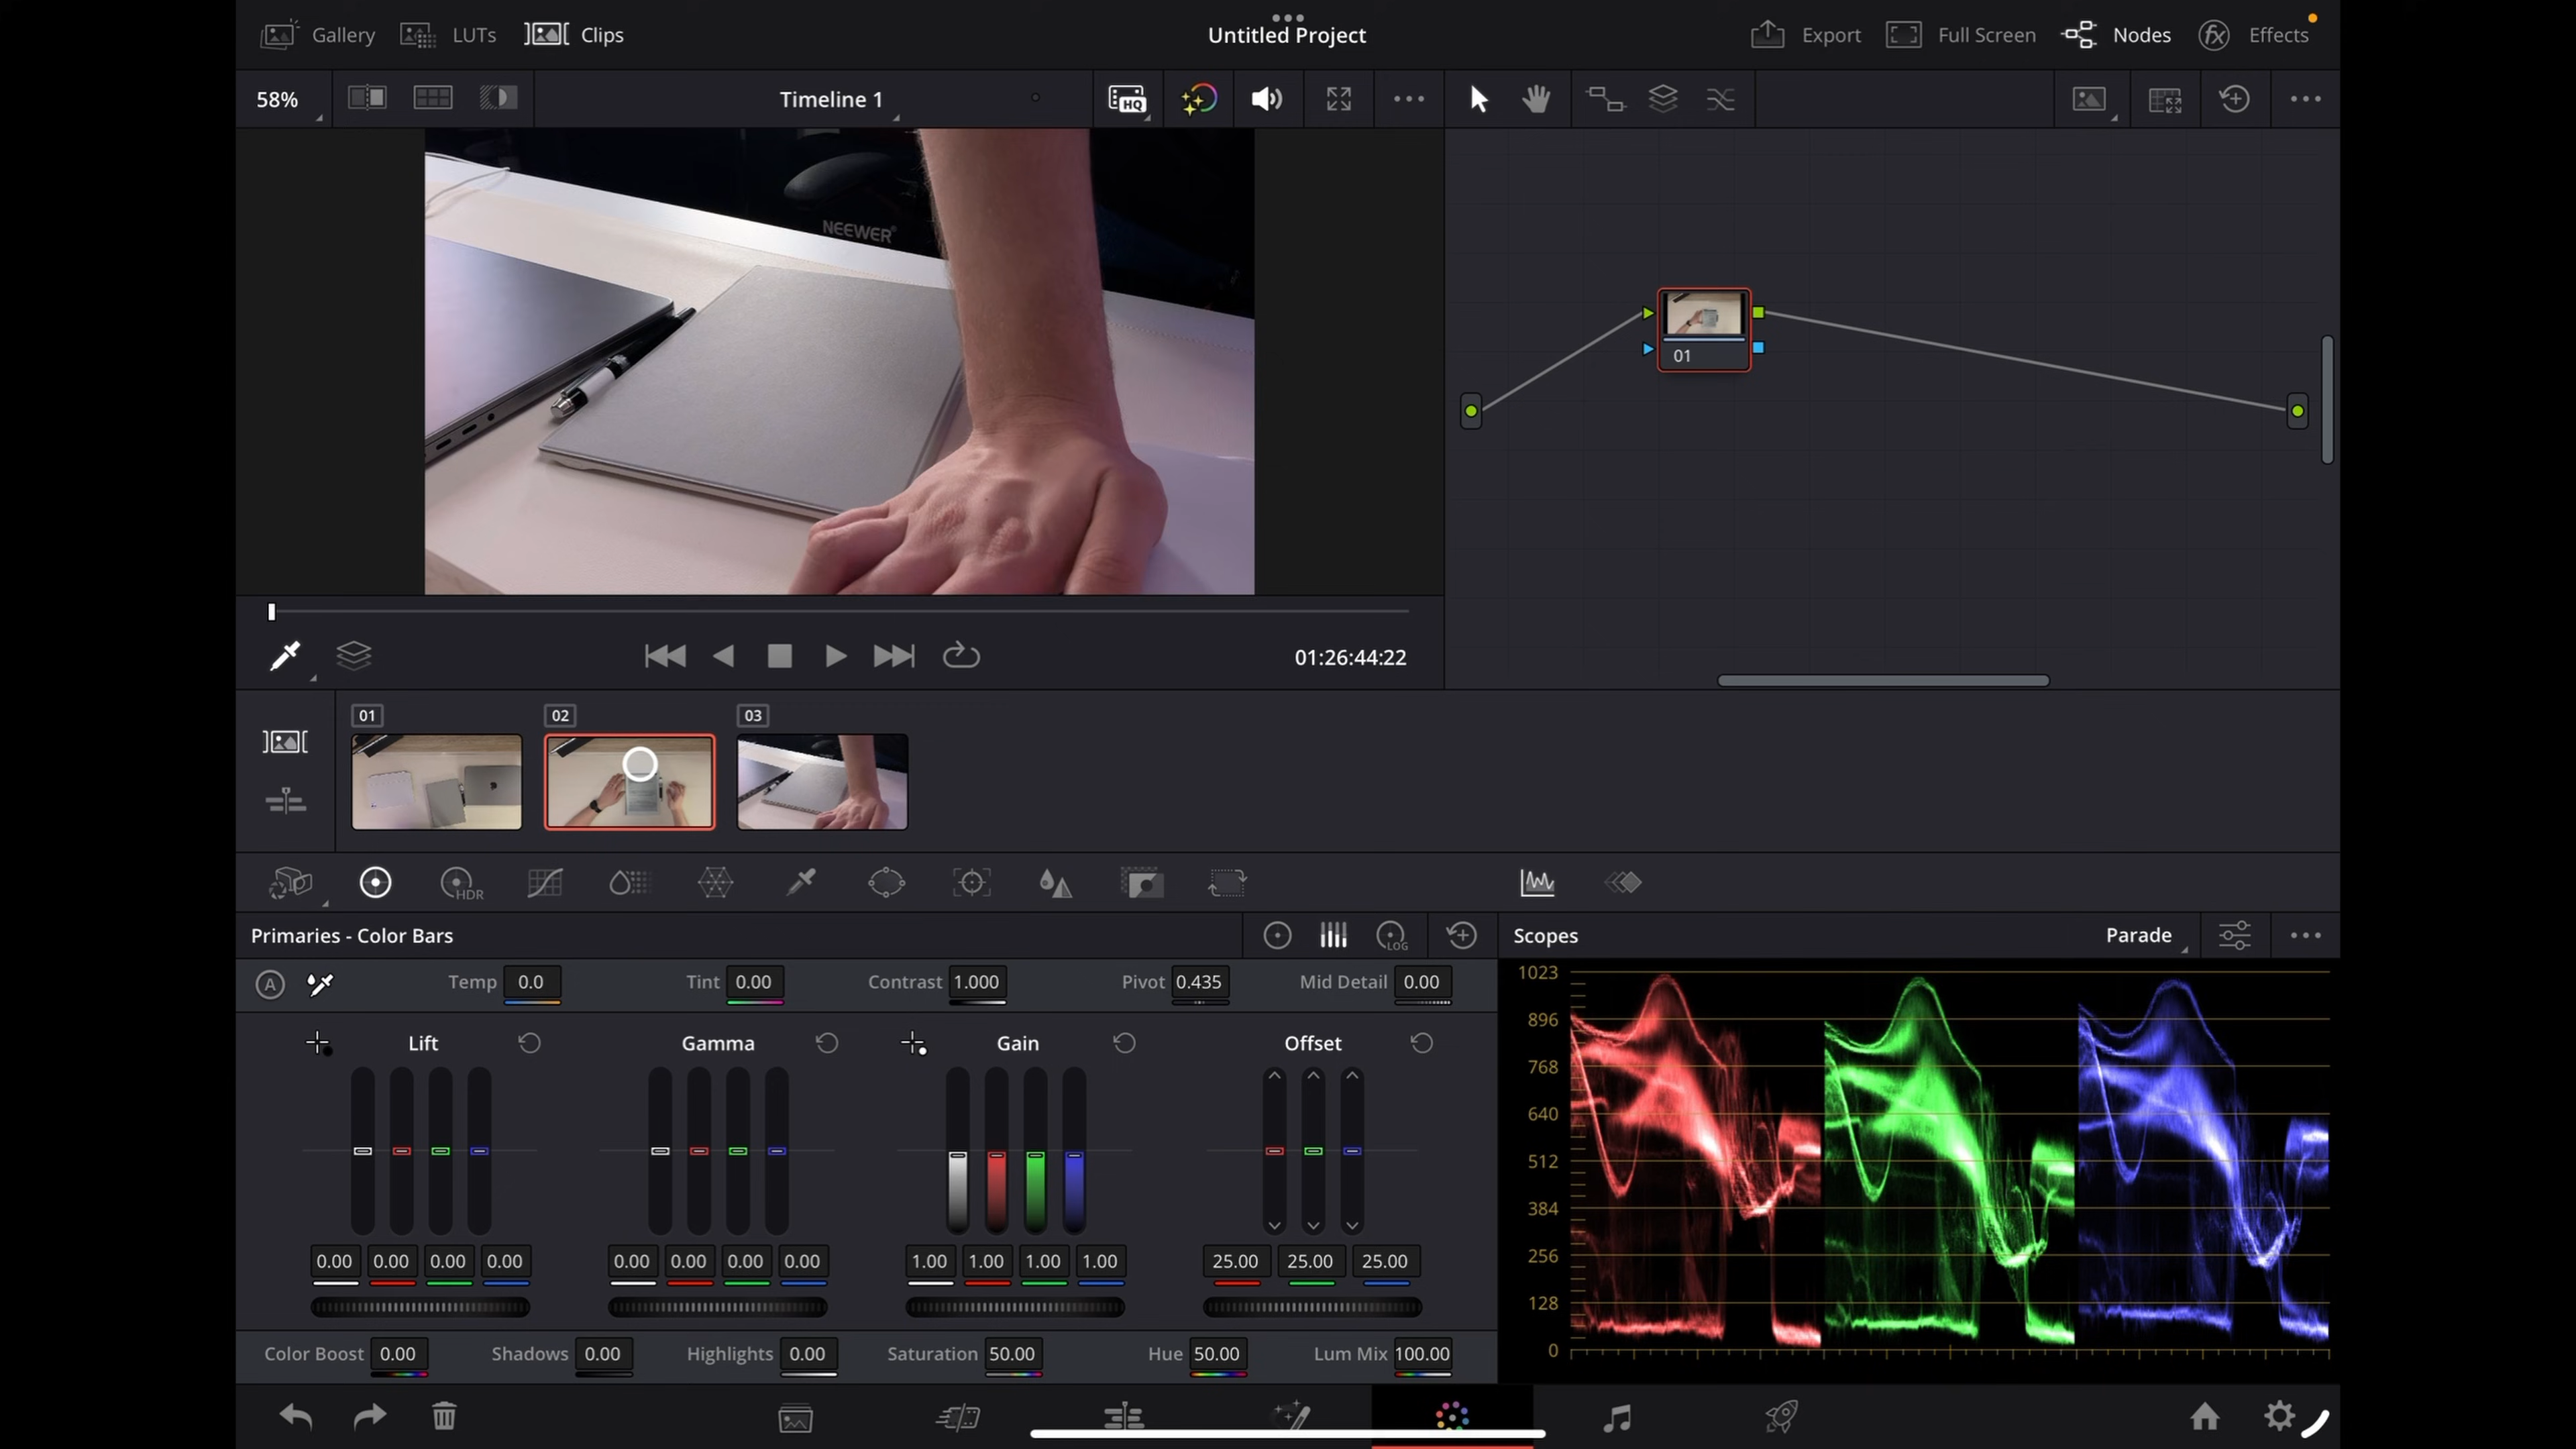 Gallery LUTs Clips Untitled Project Export Full Screen Nodes Effects
58% Timeline 1 HQ
NEEWER®
01
01:26:44:22
01 02 03
HDR
Primaries - Color Bars LOG Scopes Parade
A Temp 0.0 Tint 0.00 Contrast 1.000 Pivot 0.435 Mid Detail 0.00
Lift Gamma Gain Offset
0.00 0.00 0.00 0.00 0.00 0.00 0.00 0.00 1.00 1.00 1.00 1.00 25.00 25.00 25.00
Color Boost 0.00 Shadows 0.00 Highlights 0.00 Saturation 50.00 Hue 50.00 Lum Mix 100.00
1023
896
768
640
512
384
256
128
0